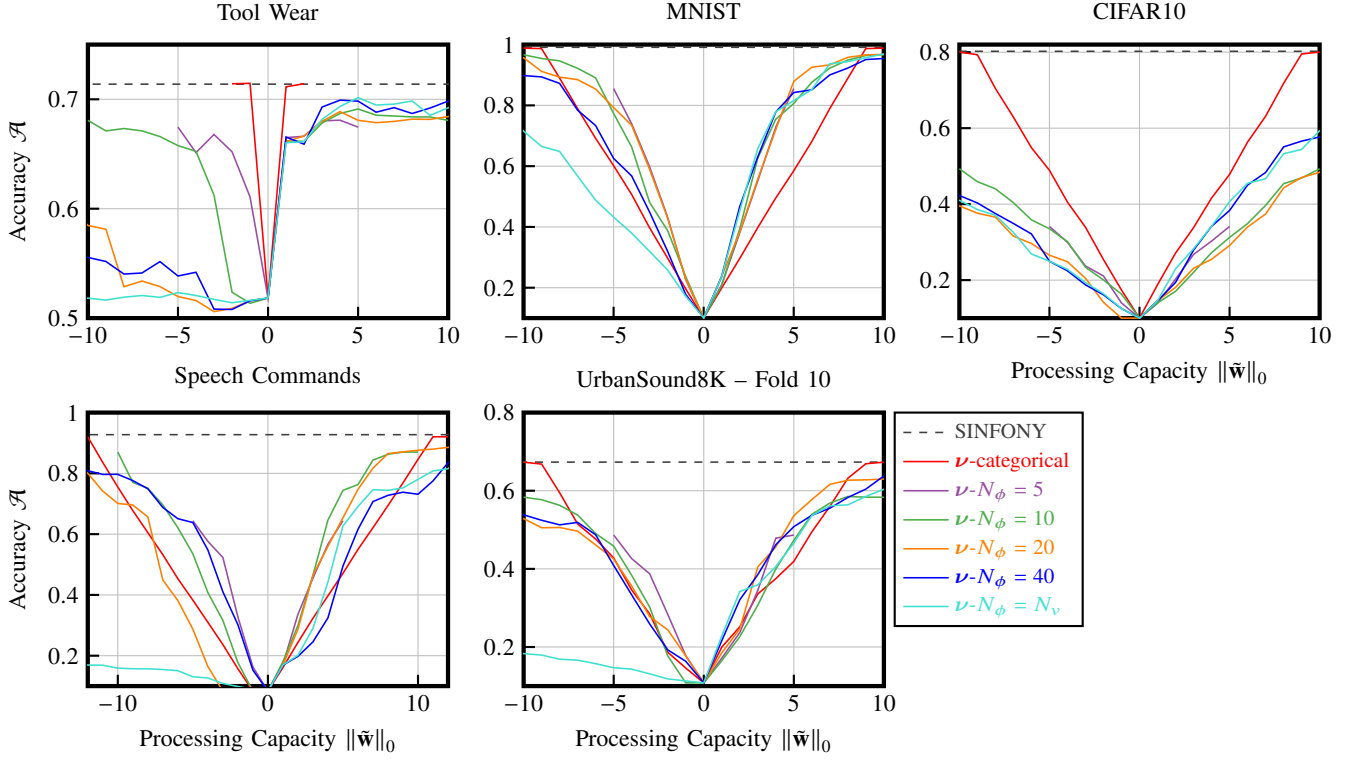 Tool Wear
MNIST
CIFAR10
Accuracy 𝒜
0.7
0.6
0.5
−10
−5
0
5
10
1
0.8
0.6
0.4
0.2
−10
−5
0
5
10
0.8
0.6
0.4
0.2
−10
−5
0
5
10
Processing Capacity ‖w̃‖₀
Speech Commands
UrbanSound8K – Fold 10
Accuracy 𝒜
1
0.8
0.6
0.4
0.2
−10
0
10
Processing Capacity ‖w̃‖₀
0.8
0.6
0.4
0.2
−10
−5
0
5
10
Processing Capacity ‖w̃‖₀
SINFONY
ν-categorical
ν-N_ϕ = 5
ν-N_ϕ = 10
ν-N_ϕ = 20
ν-N_ϕ = 40
ν-N_ϕ = N_v